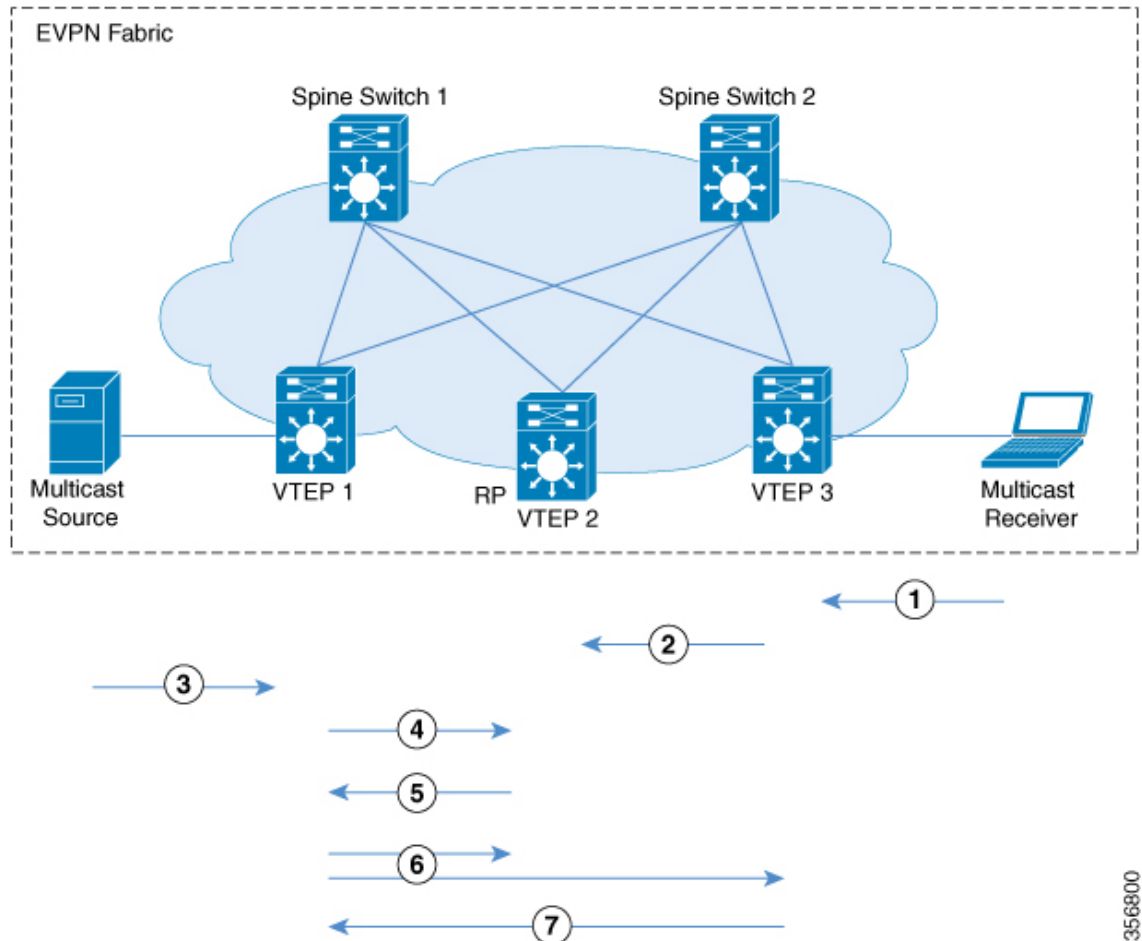 EVPN Fabric
Spine Switch 1
Spine Switch 2
Multicast
Source
VTEP 1
RP
VTEP 2
VTEP 3
Multicast
Receiver
1
2
3
4
5
6
7
356800